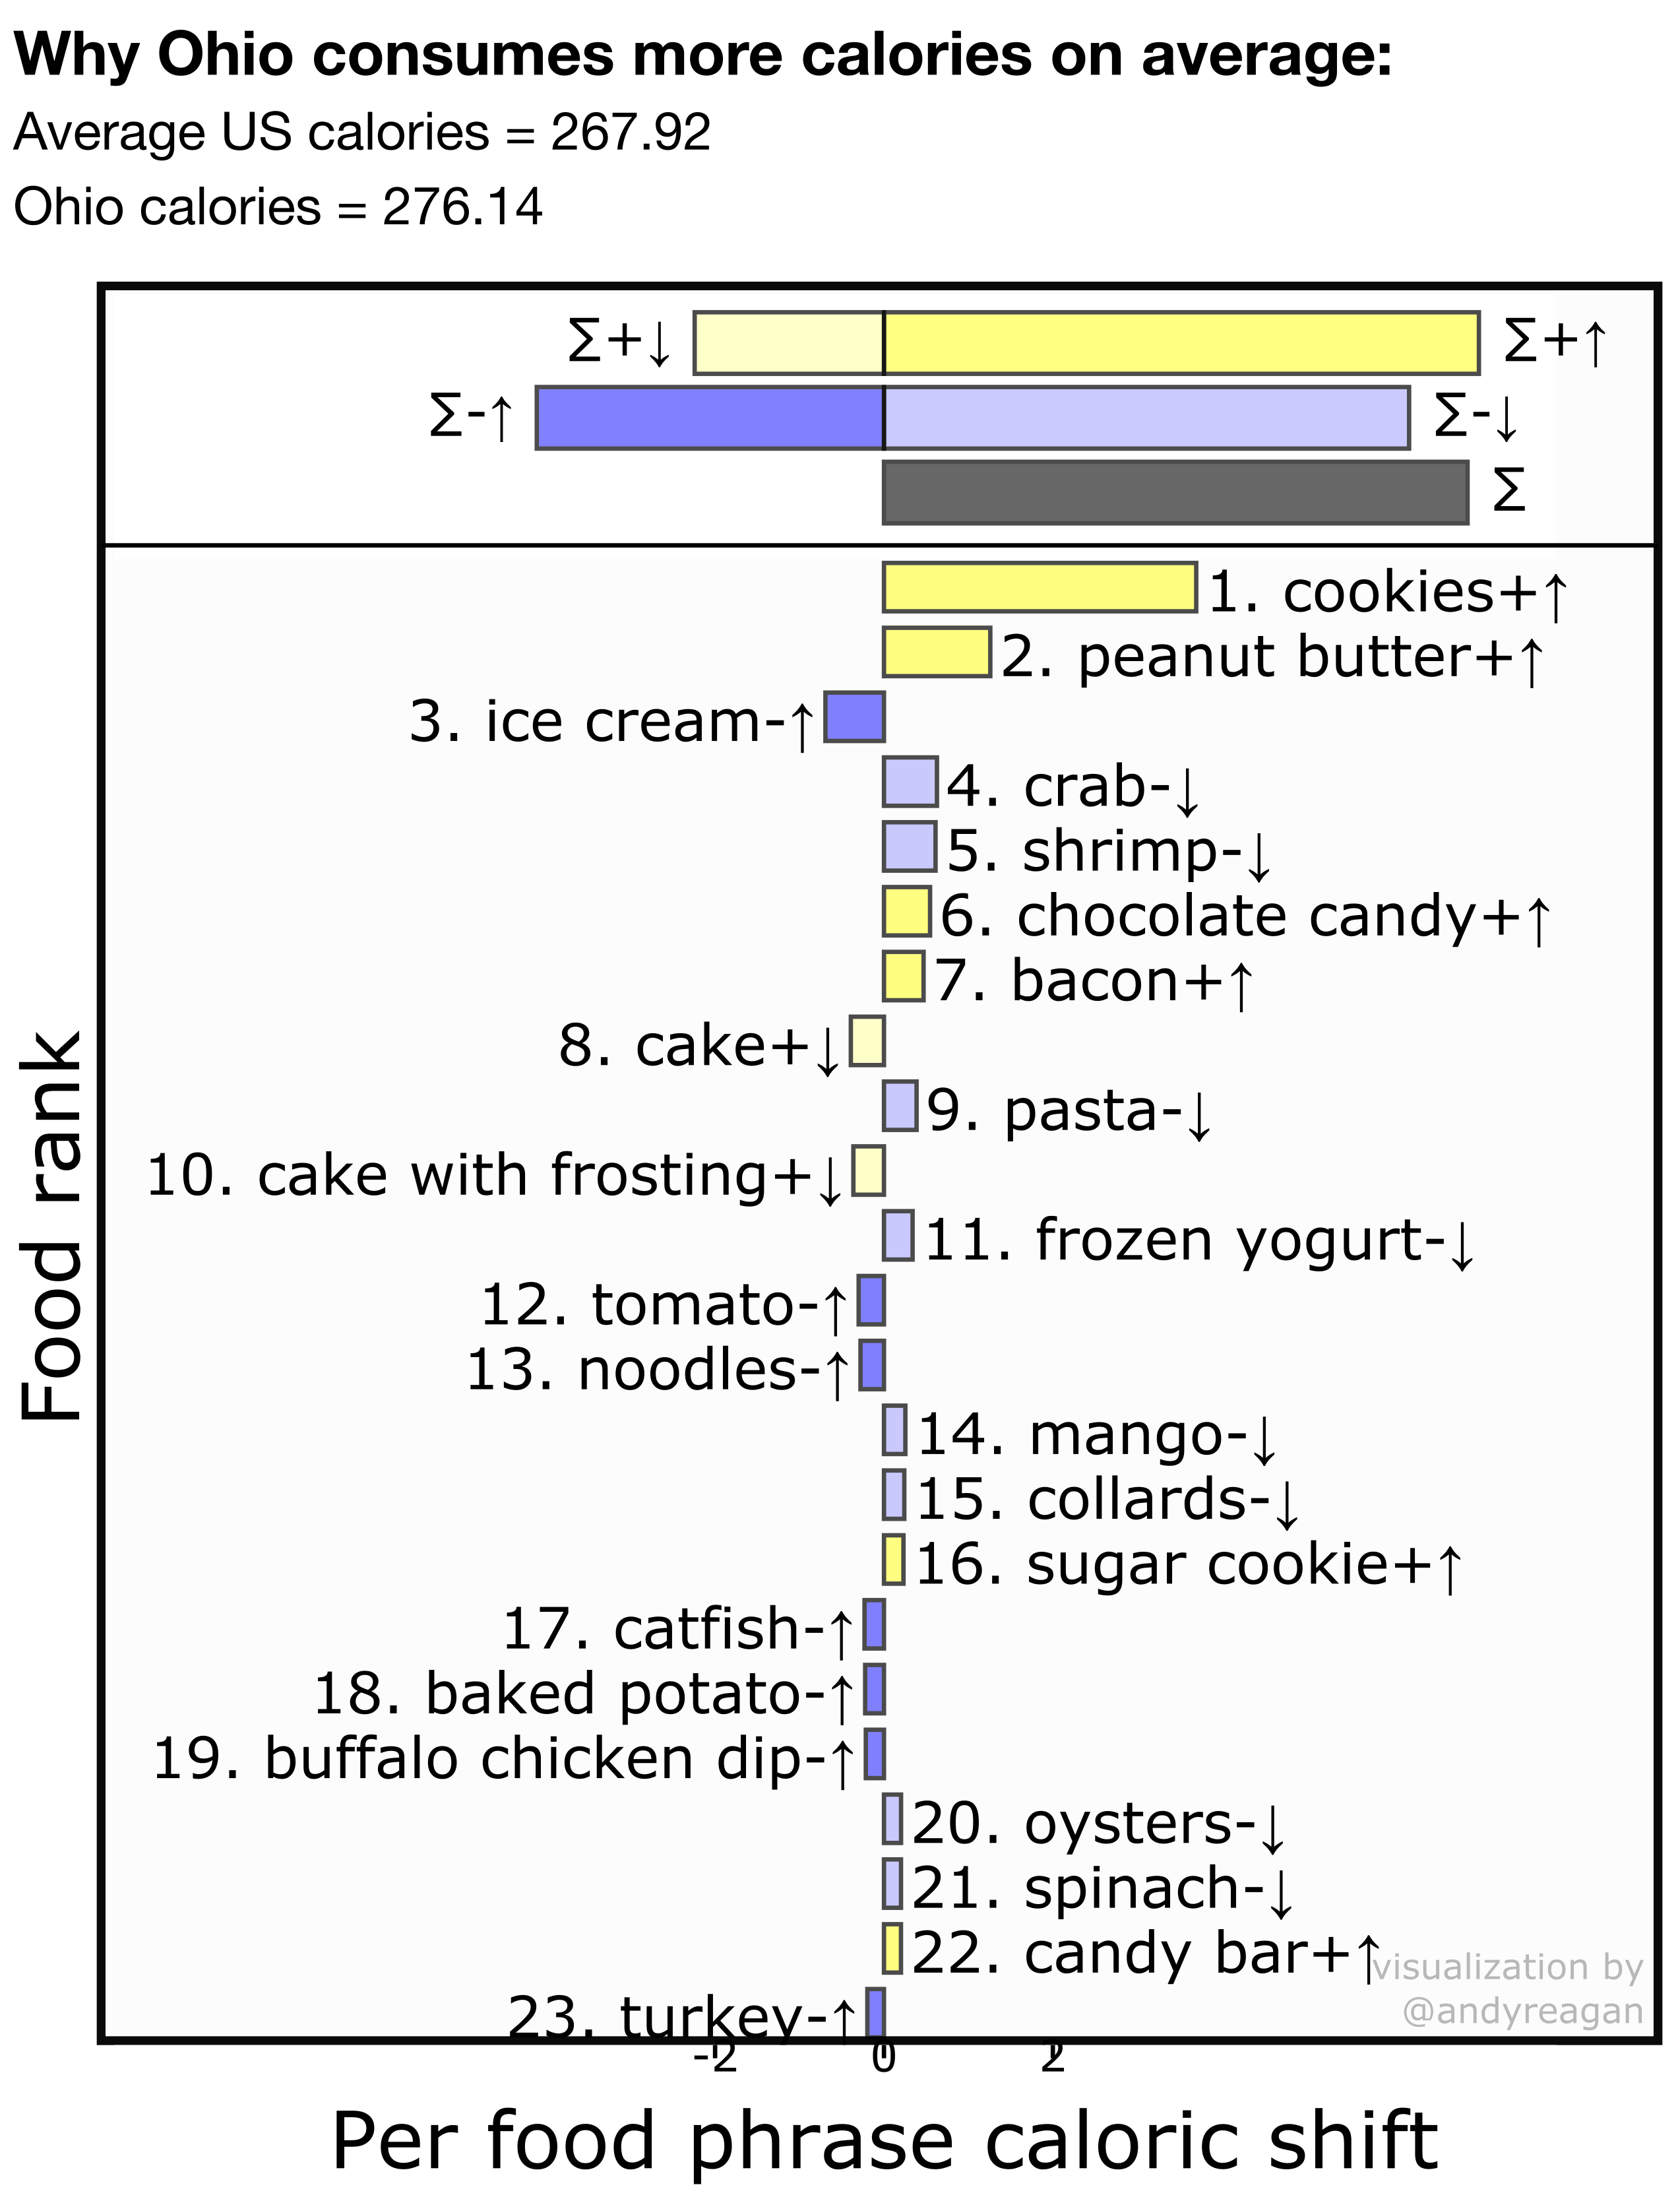 Why Ohio consumes more calories on average:
Average US calories = 267.92
Ohio calories = 276.14
Σ+↓ Σ+↑
Σ-↑ Σ-↓
Σ
1. cookies+↑
2. peanut butter+↑
3. ice cream-↑
4. crab-↓
5. shrimp-↓
6. chocolate candy+↑
7. bacon+↑
8. cake+↓
9. pasta-↓
10. cake with frosting+↓
11. frozen yogurt-↓
12. tomato-↑
13. noodles-↑
14. mango-↓
15. collards-↓
16. sugar cookie+↑
17. catfish-↑
18. baked potato-↑
19. buffalo chicken dip-↑
20. oysters-↓
21. spinach-↓
22. candy bar+↑
23. turkey-↑
visualization by
@andyreagan
Food rank
-2 0 2
Per food phrase caloric shift